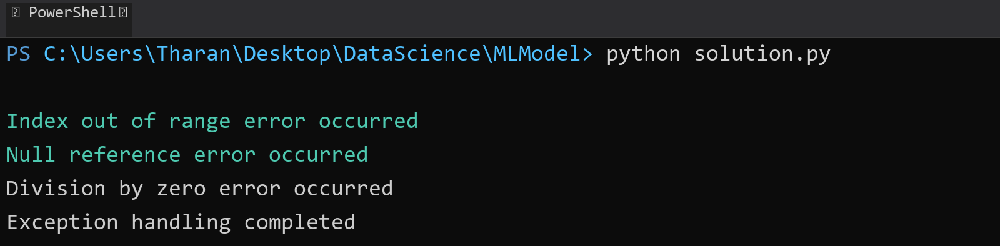 PowerShell
PS C:\Users\Tharan\Desktop\DataScience\MLModel> python solution.py
Index out of range error occurred
Null reference error occurred
Division by zero error occurred
Exception handling completed